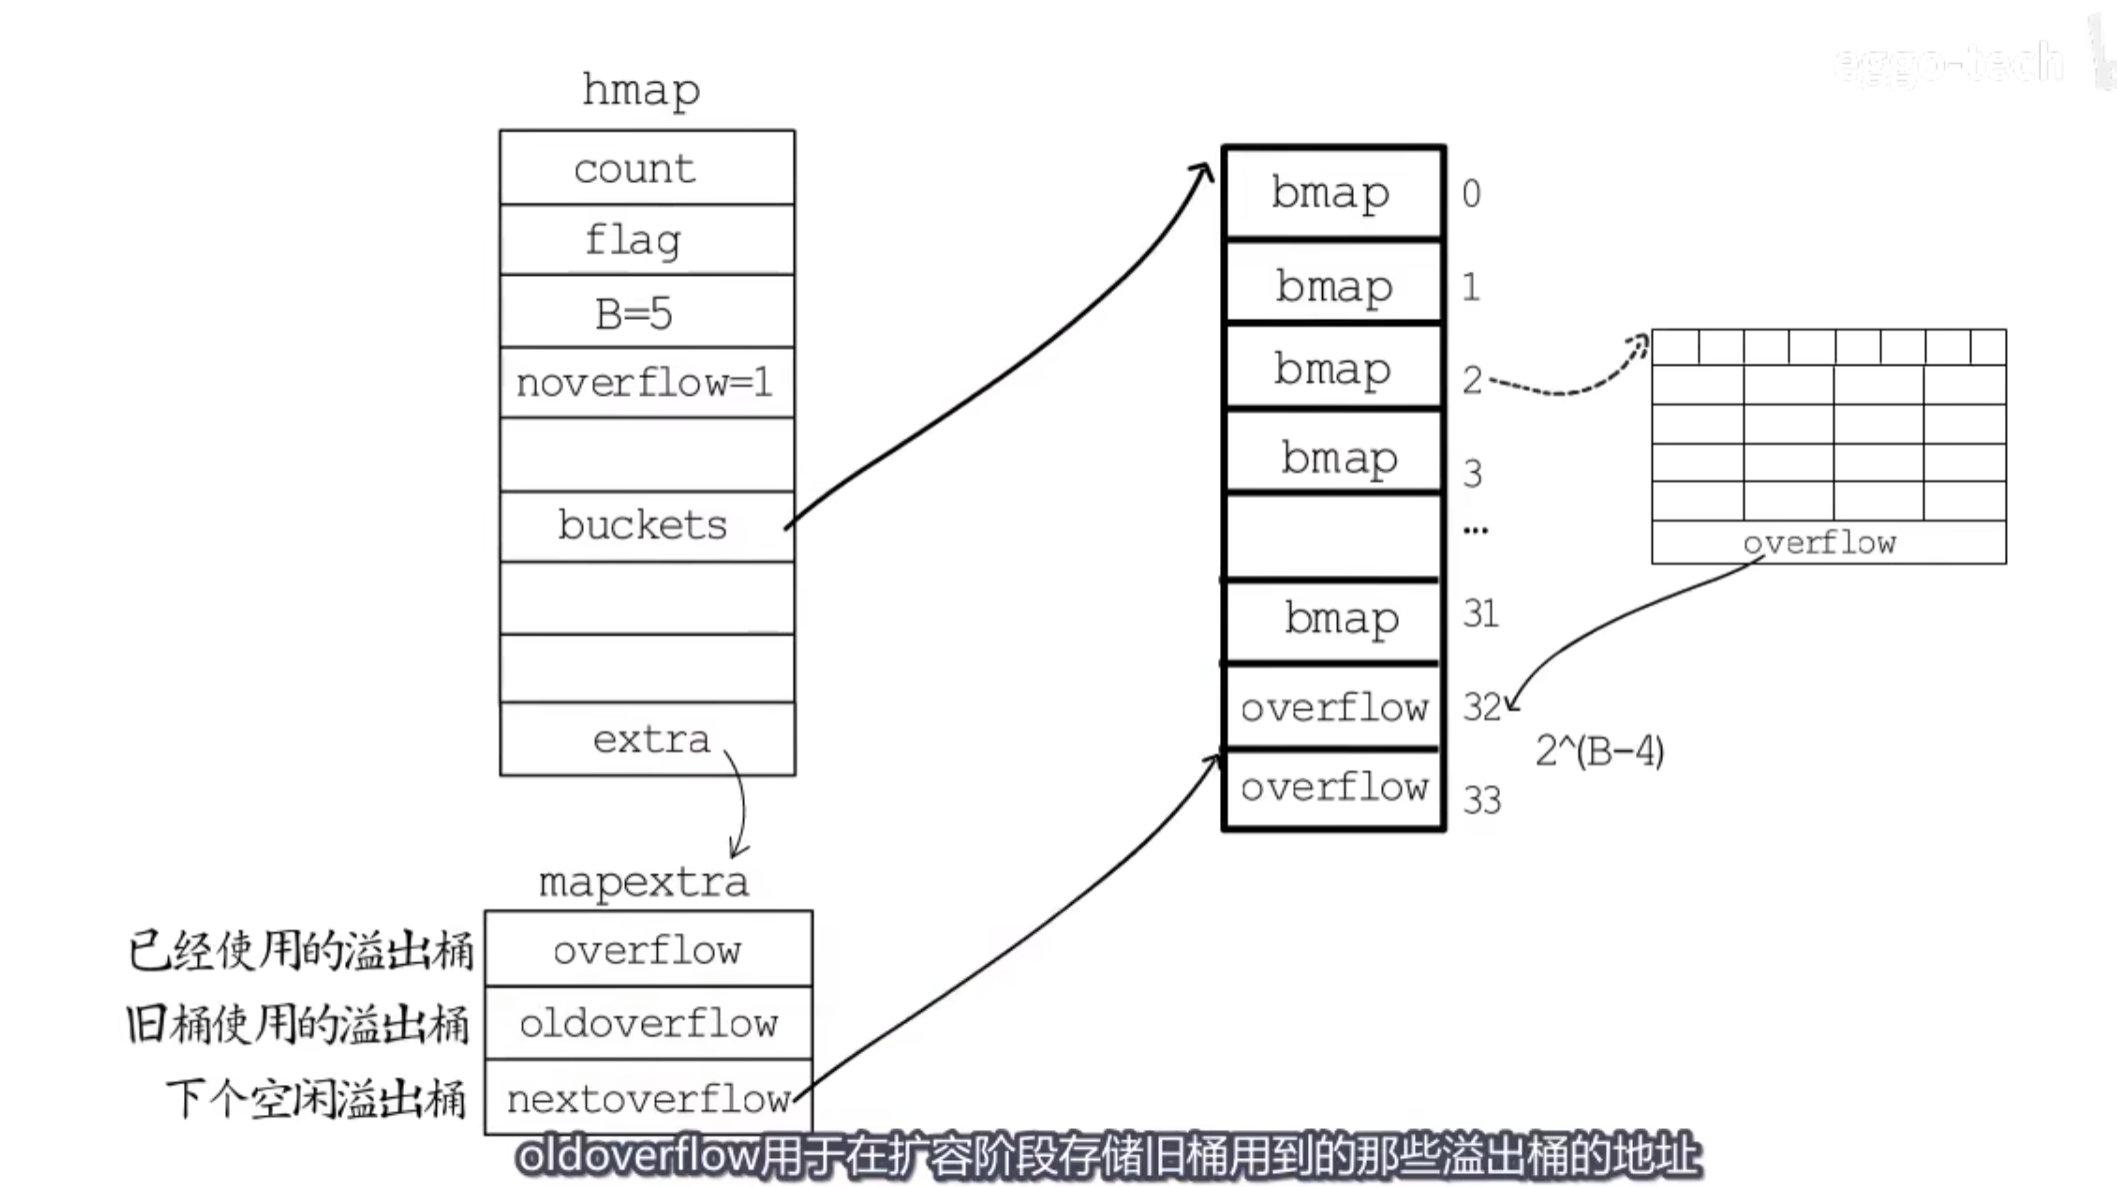 eggo-tech
hmap
count
flag
B=5
noverflow=1
buckets
extra
mapextra
已经使用的溢出桶
overflow
旧桶使用的溢出桶
oldoverflow
下个空闲溢出桶
nextoverflow
bmap 0
bmap 1
bmap 2
bmap 3
...
bmap 31
overflow 32
2^(B-4)
overflow 33
overflow
oldoverflow用于在扩容阶段存储旧桶用到的那些溢出桶的地址